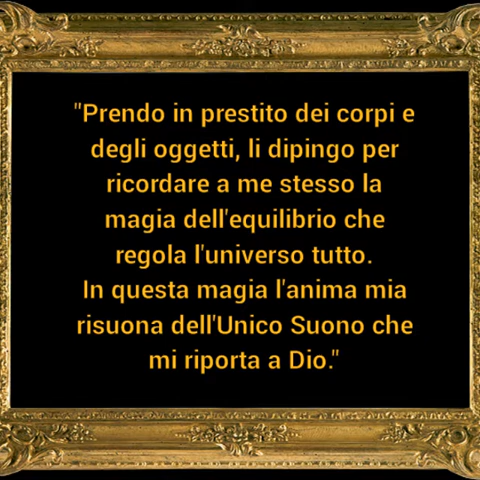 "Prendo in prestito dei corpi e
degli oggetti, li dipingo per
ricordare a me stesso la
magia dell'equilibrio che
regola l'universo tutto.
In questa magia l'anima mia
risuona dell'Unico Suono che
mi riporta a Dio."